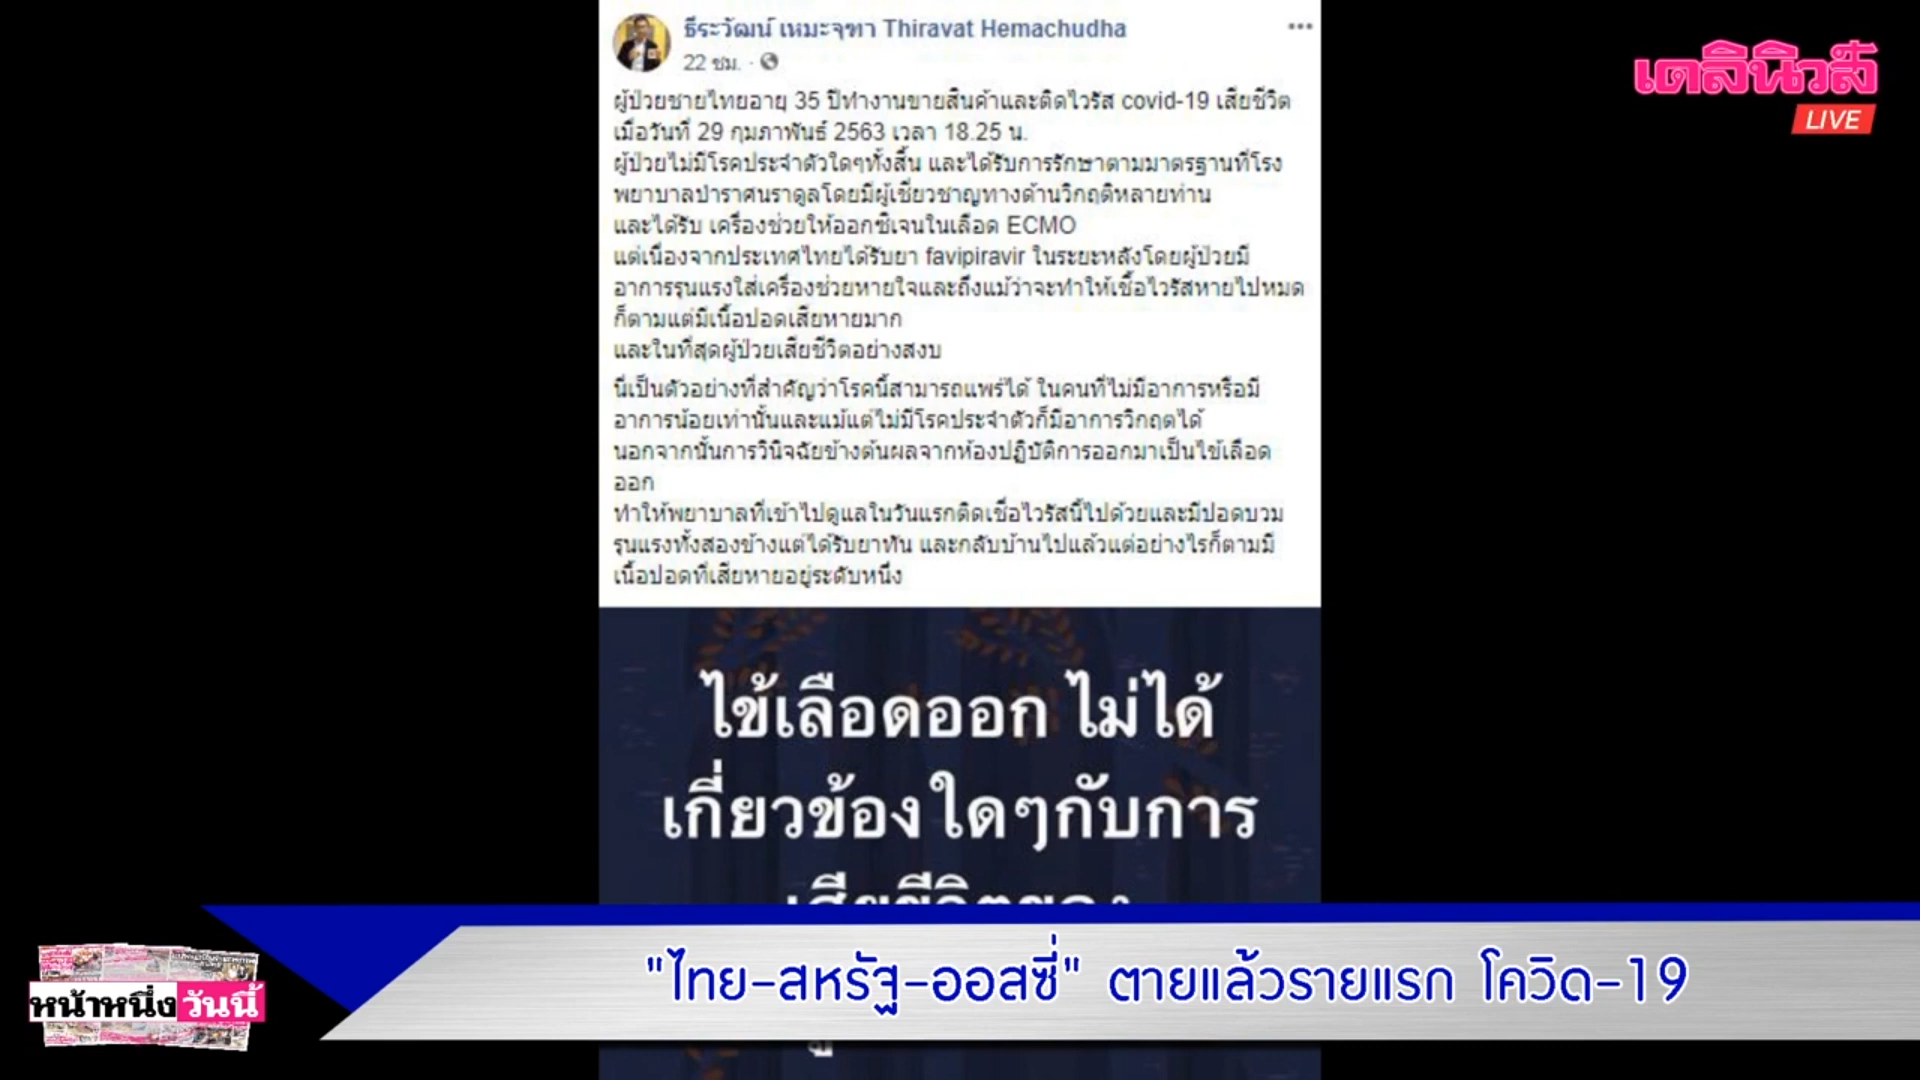 ธีระวัฒน์ เหมะจุฑา Thiravat Hemachudha
22 ชม.
เดลินิวส์
LIVE
ผู้ป่วยชายไทยอายุ 35 ปีทำงานขายสินค้าและติดไวรัส covid-19 เสียชีวิต
เมื่อวันที่ 29 กุมภาพันธ์ 2563 เวลา 18.25 น.
ผู้ป่วยไม่มีโรคประจำตัวใดๆทั้งสิ้น และได้รับการรักษาตามมาตรฐานที่โรง
พยาบาลบำราศนราดูลโดยมีผู้เชี่ยวชาญทางด้านวิกฤติหลายท่าน
และได้รับ เครื่องช่วยให้ออกซิเจนในเลือด ECMO
แต่เนื่องจากประเทศไทยได้รับยา favipiravir ในระยะหลังโดยผู้ป่วยมี
อาการรุนแรงใส่เครื่องช่วยหายใจและถึงแม้ว่าจะทำให้เชื้อไวรัสหายไปหมด
ก็ตามแต่มีเนื้อปอดเสียหายมาก
และในที่สุดผู้ป่วยเสียชีวิตอย่างสงบ
นี่เป็นตัวอย่างที่สำคัญว่าโรคนี้สามารถแพร่ได้ ในคนที่ไม่มีอาการหรือมี
อาการน้อยเท่านั้นและแม้แต่ไม่มีโรคประจำตัวก็มีอาการวิกฤตได้
นอกจากนั้นการวินิจฉัยข้างต้นผลจากห้องปฏิบัติการออกมาเป็นไข้เลือด
ออก
ทำให้พยาบาลที่เข้าไปดูแลในวันแรกติดเชื่อไวรัสนี้ไปด้วยและมีปอดบวม
รุนแรงทั้งสองข้างแต่ได้รับยาทัน และกลับบ้านไปแล้วแต่อย่างไรก็ตามมี
เนื้อปอดที่เสียหายอยู่ระดับหนึ่ง
ไข้เลือดออก ไม่ได้
เกี่ยวข้องใดๆกับการ
เสียชีวิตของ
"ไทย-สหรัฐ-ออสซี่" ตายแล้วรายแรก โควิด-19
หน้าหนึ่งวันนี้